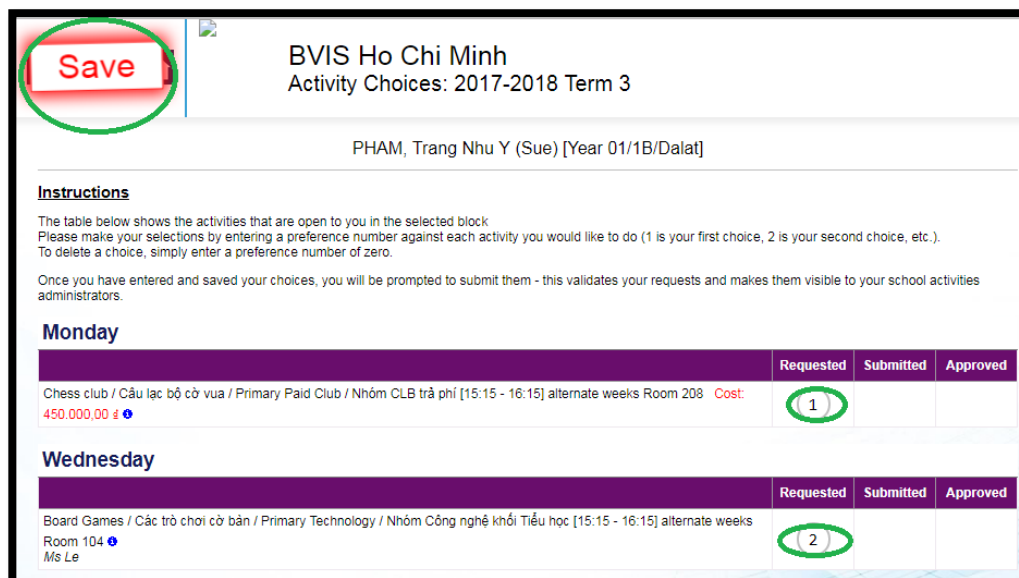 Save
BVIS Ho Chi Minh
Activity Choices: 2017-2018 Term 3
PHAM, Trang Nhu Y (Sue) [Year 01/1B/Dalat]
Instructions
The table below shows the activities that are open to you in the selected block
Please make your selections by entering a preference number against each activity you would like to do (1 is your first choice, 2 is your second choice, etc.).
To delete a choice, simply enter a preference number of zero.
Once you have entered and saved your choices, you will be prompted to submit them - this validates your requests and makes them visible to your school activities
administrators.
Monday
Requested Submitted Approved
Chess club / Câu lạc bộ cờ vua / Primary Paid Club / Nhóm CLB trả phí [15:15 - 16:15] alternate weeks Room 208 Cost:
450.000,00 ₫
1
Wednesday
Requested Submitted Approved
Board Games / Các trò chơi cờ bàn / Primary Technology / Nhóm Công nghệ khối Tiểu học [15:15 - 16:15] alternate weeks
Room 104
Ms Le
2